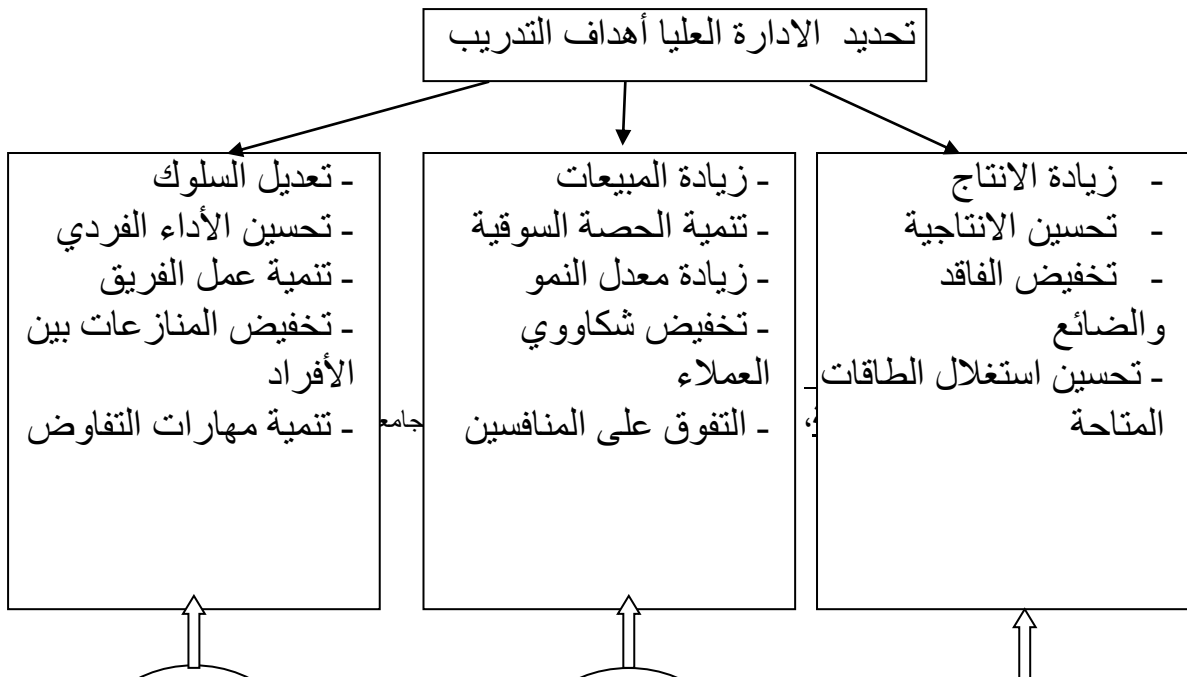 تحديد الادارة العليا أهداف التدريب
- زيادة الانتاج
- تحسين الانتاجية
- تخفيض الفاقد
والضائع
- تحسين استغلال الطاقات
المتاحة
- زيادة المبيعات
- تنمية الحصة السوقية
- زيادة معدل النمو
- تخفيض شكاووي
العملاء
- التفوق على المنافسين
- تعديل السلوك
- تحسين الأداء الفردي
- تنمية عمل الفريق
- تخفيض المنازعات بين
الأفراد
- تنمية مهارات التفاوض
جامع